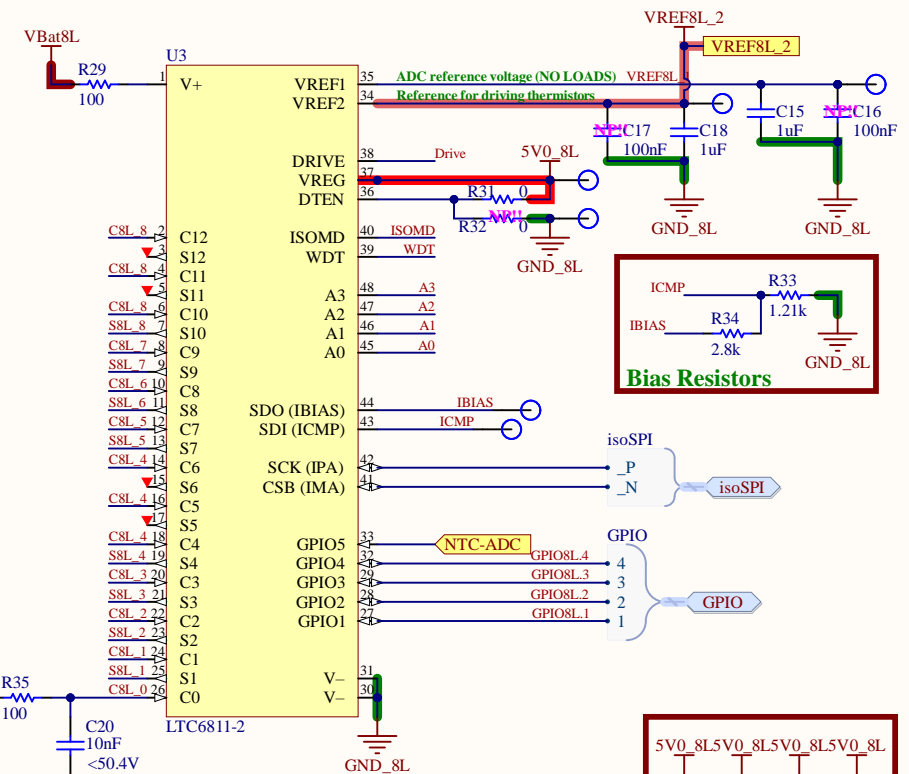 VREF8L_2
VREF8L_2
VBat8L
U3
R29
100
1
V+
VREF1
35
ADC reference voltage (NO LOADS)
VREF8L
VREF2
34
Reference for driving thermistors
NP!!
C17
100nF
C18
1uF
C15
1uF
NP!!
C16
100nF
GND_8L
GND_8L
DRIVE
38
Drive
5V0_8L
VREG
37
DTEN
36
R31
0
R32
NP!!
0
GND_8L
C8L_8
2
C12
ISOMD
40
ISOMD
3
S12
WDT
39
WDT
C8L_8
4
C11
5
S11
A3
48
A3
C8L_8
6
C10
A2
47
A2
S8L_8
7
S10
A1
46
A1
C8L_7
8
C9
A0
45
A0
S8L_7
9
S9
C8L_6
10
C8
S8L_6
11
S8
SDO (IBIAS)
44
IBIAS
C8L_5
12
C7
SDI (ICMP)
43
ICMP
S8L_5
13
S7
C8L_4
14
C6
SCK (IPA)
42
15
S6
CSB (IMA)
41
C8L_4
16
C5
17
S5
C8L_4
18
C4
GPIO5
33
NTC-ADC
S8L_4
19
S4
GPIO4
32
GPIO8L.4
C8L_3
20
C3
GPIO3
29
GPIO8L.3
S8L_3
21
S3
GPIO2
28
GPIO8L.2
C8L_2
22
C2
GPIO1
27
GPIO8L.1
S8L_2
23
S2
C8L_1
24
C1
S8L_1
25
S1
V–
31
C8L_0
26
C0
V–
30
LTC6811-2
GND_8L
R35
100
C20
10nF
<50.4V
ICMP
R33
1.21k
IBIAS
R34
2.8k
GND_8L
Bias Resistors
isoSPI
_P
_N
isoSPI
GPIO
4
3
2
1
GPIO
5V0_8L
5V0_8L
5V0_8L
5V0_8L